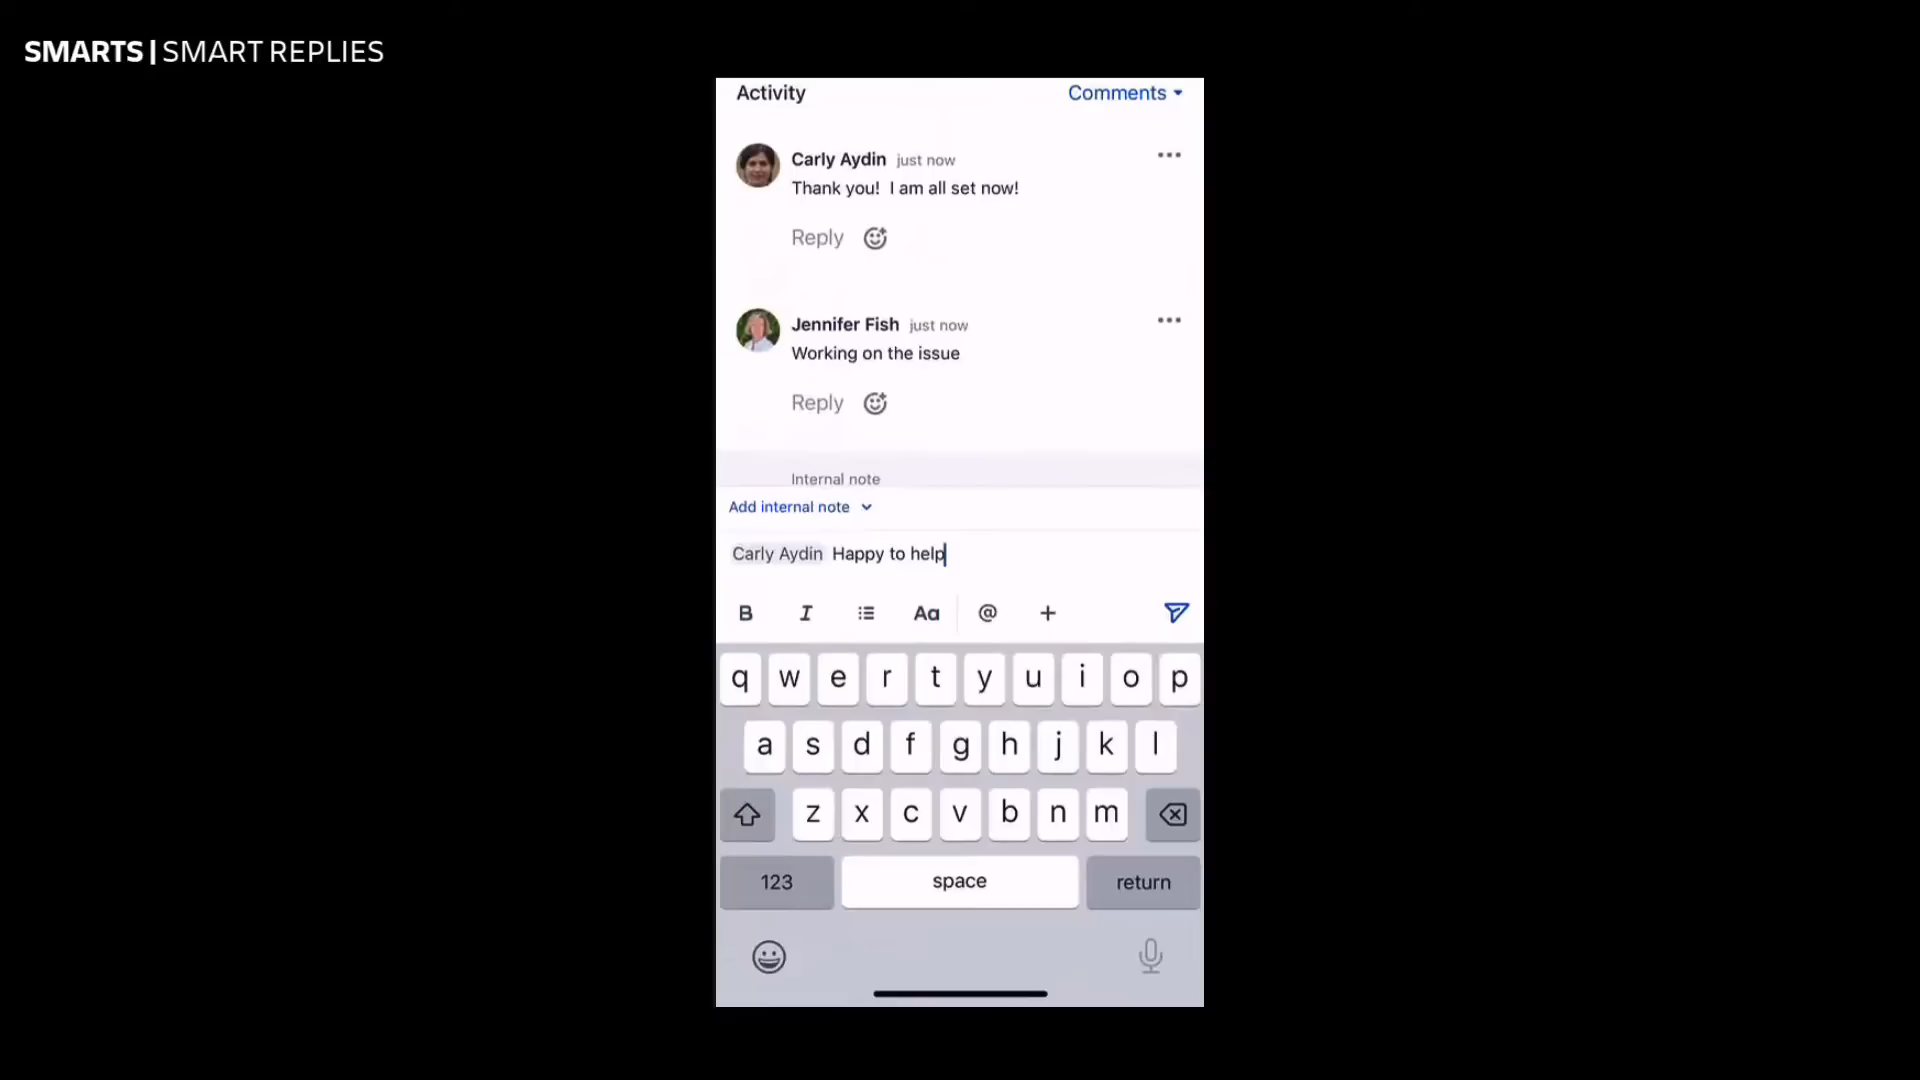 SMARTS | SMART REPLIES
Activity
Comments
Carly Aydin just now
Thank you! I am all set now!
Reply
Jennifer Fish just now
Working on the issue
Reply
Internal note
Add internal note
Carly Aydin Happy to help
B I Aa @ +
q w e r t y u i o p
a s d f g h j k l
z x c v b n m
123 space return